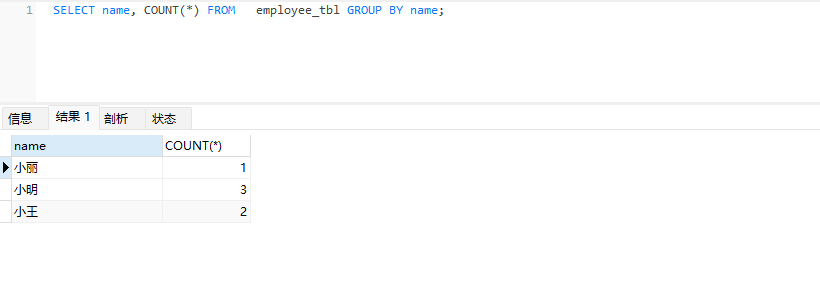 1 SELECT name, COUNT(*) FROM   employee_tbl GROUP BY name;
信息 结果 1 剖析 状态
name COUNT(*)
小丽 1
小明 3
小王 2